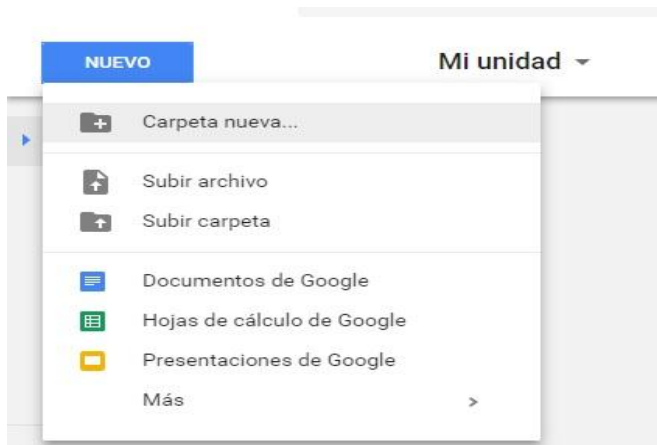 NUEVO
Mi unidad
Carpeta nueva...
Subir archivo
Subir carpeta
Documentos de Google
Hojas de cálculo de Google
Presentaciones de Google
Más >